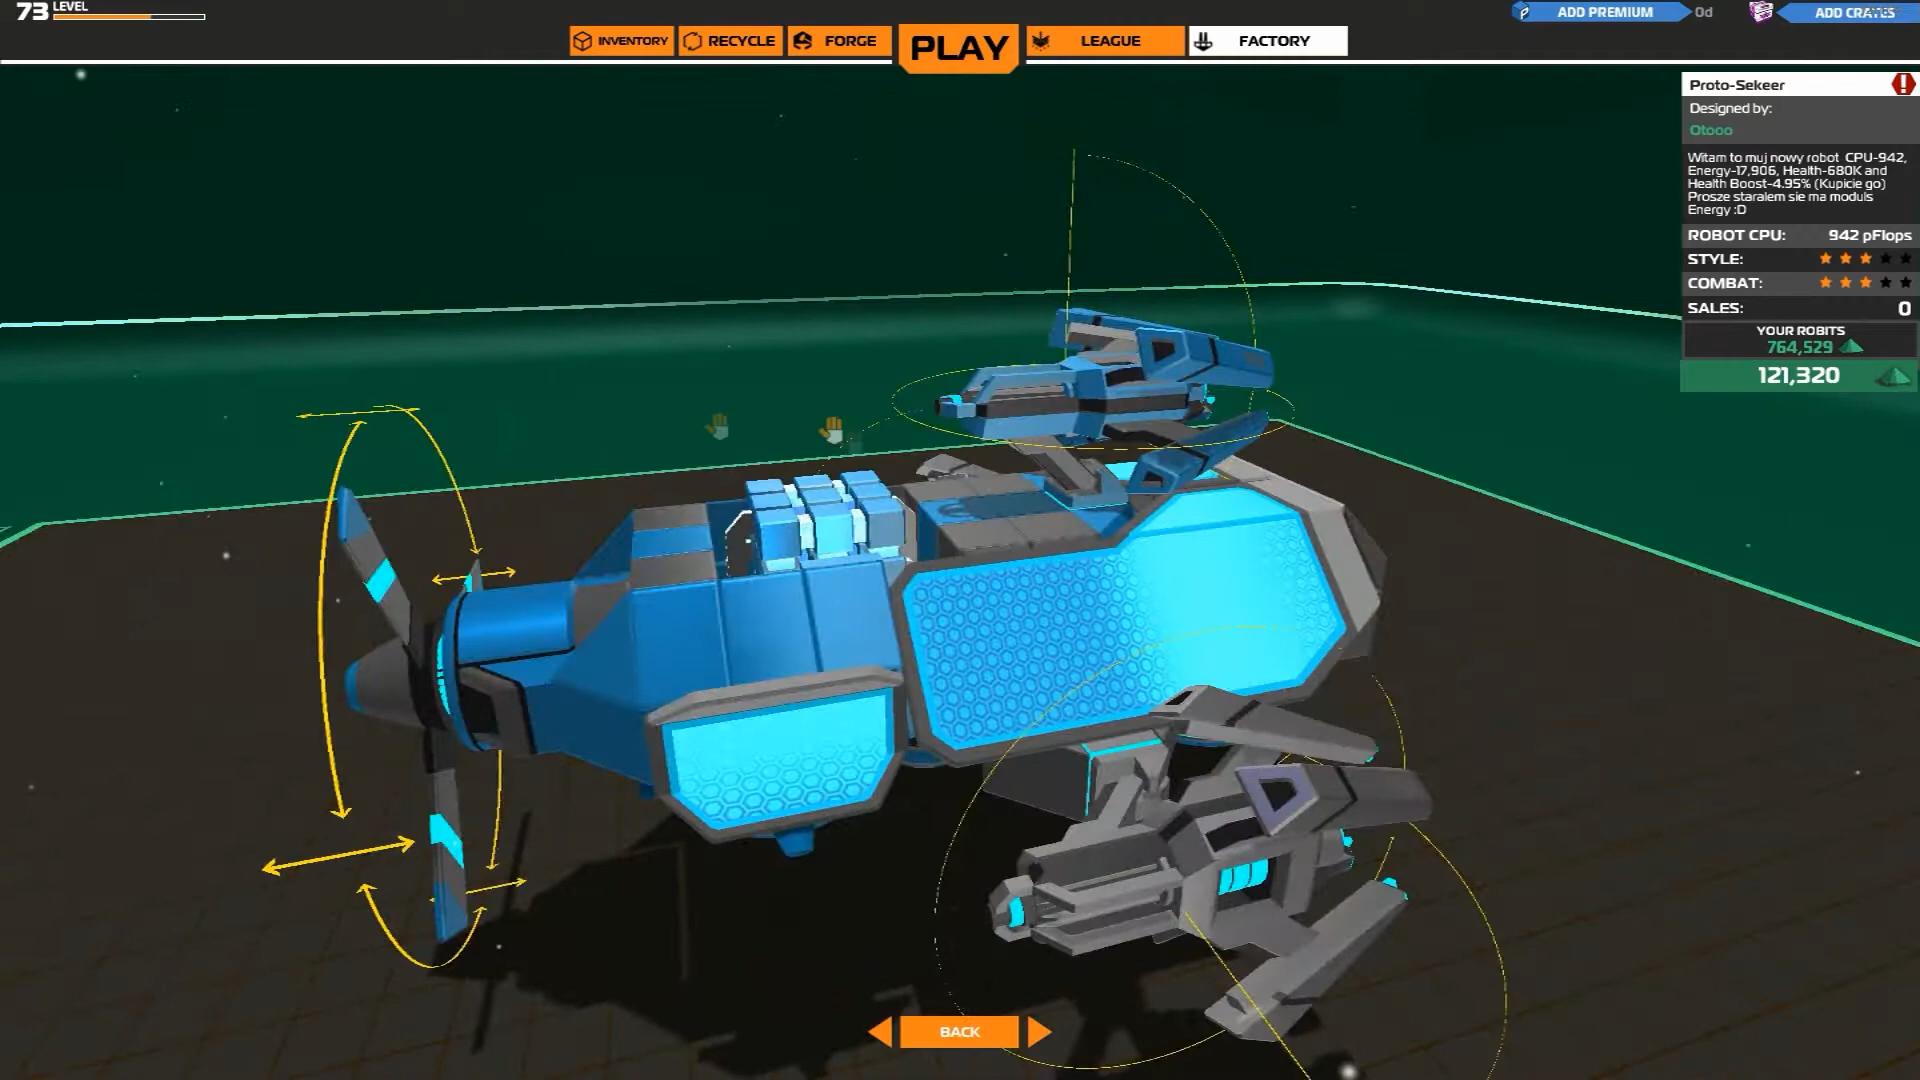 73 LEVEL
ADD PREMIUM
0d
ADD CRATES
INVENTORY
RECYCLE
FORGE
PLAY
LEAGUE
FACTORY
Proto-Sekeer
Designed by:
Otooo
Witam to muj nowy robot CPU-942,
Energy-17,906, Health-680K and
Health Boost-4.95% (Kupicie go)
Prosze staralem sie ma moduls
Energy :D
ROBOT CPU: 942 pFlops
STYLE:
COMBAT:
SALES: 0
YOUR ROBITS
764,529
121,320
BACK